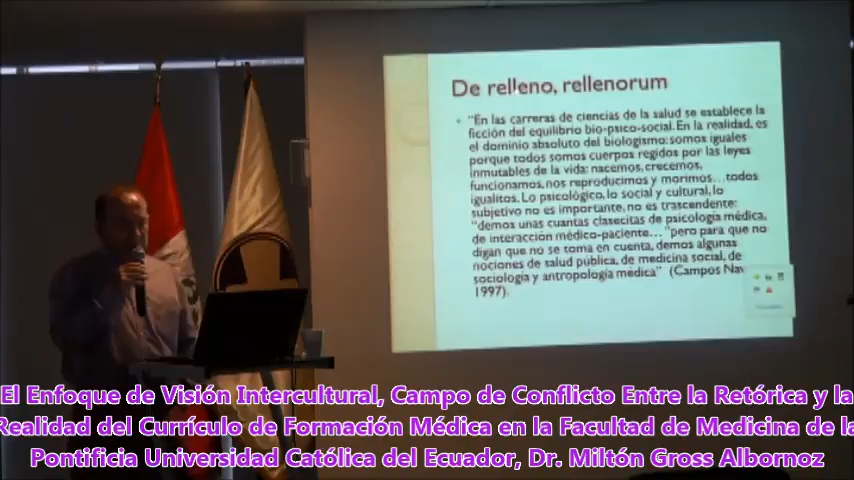 De relleno, rellenorum
"En las carreras de ciencias de la salud se establece la
ficción del equilibrio bio-psico-social. En la realidad, es
el dominio absoluto del biologismo: somos iguales
porque todos somos cuerpos regidos por las leyes
inmutables de la vida: nacemos, crecemos,
funcionamos, nos reproducimos y morimos...todos
igualitos. Lo psicológico, lo social y cultural, lo
subjetivo no es importante, no es trascendente:
"demos unas cuantas clasecitas de psicología médica,
de interacción médico-paciente..."pero para que no
digan que no se toma en cuenta, demos algunas
nociones de salud pública, de medicina social, de
sociología y antropología médica" (Campos
1997).
El Enfoque de Visión Intercultural, Campo de Conflicto Entre la Retórica y la
Realidad del Currículo de Formación Médica en la Facultad de Medicina de la
Pontificia Universidad Católica del Ecuador, Dr. Miltón Gross Albornoz